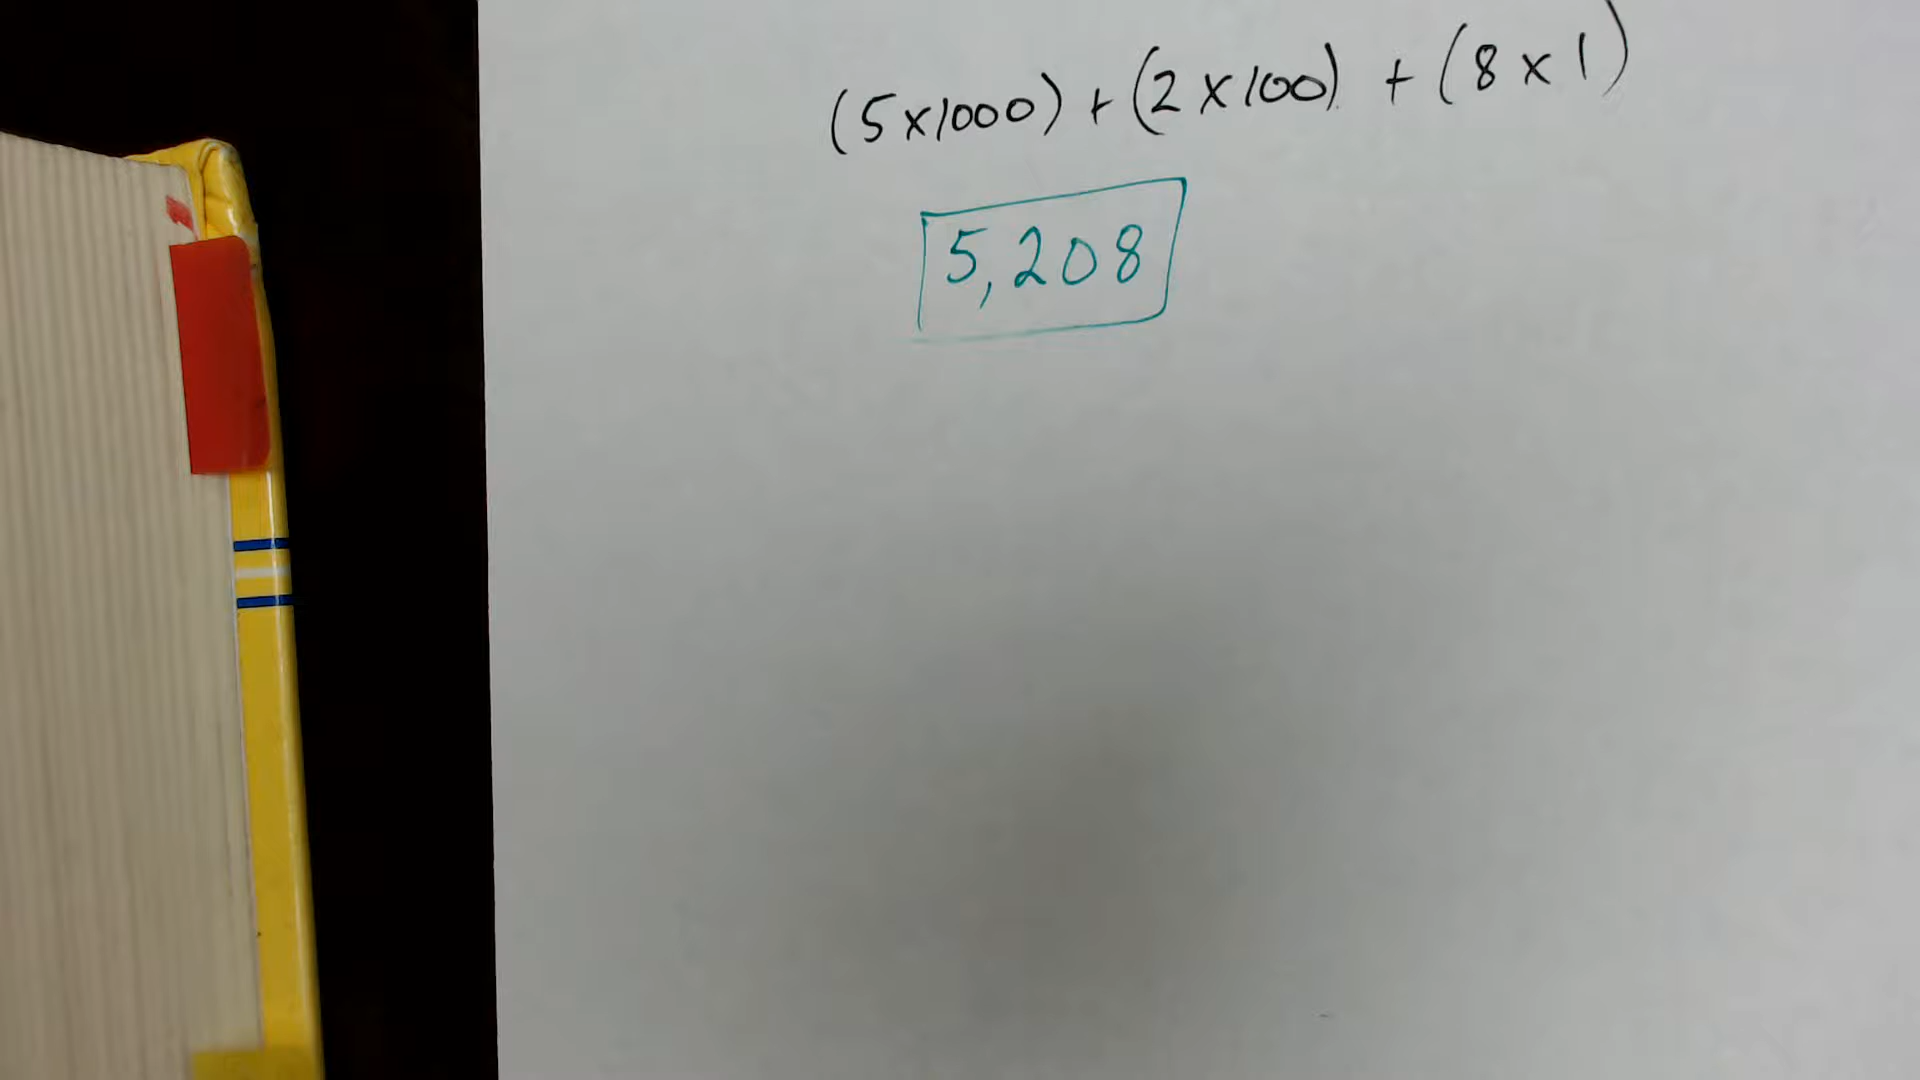 (5x1000) + (2 x 100) + (8 x 1)
5,208